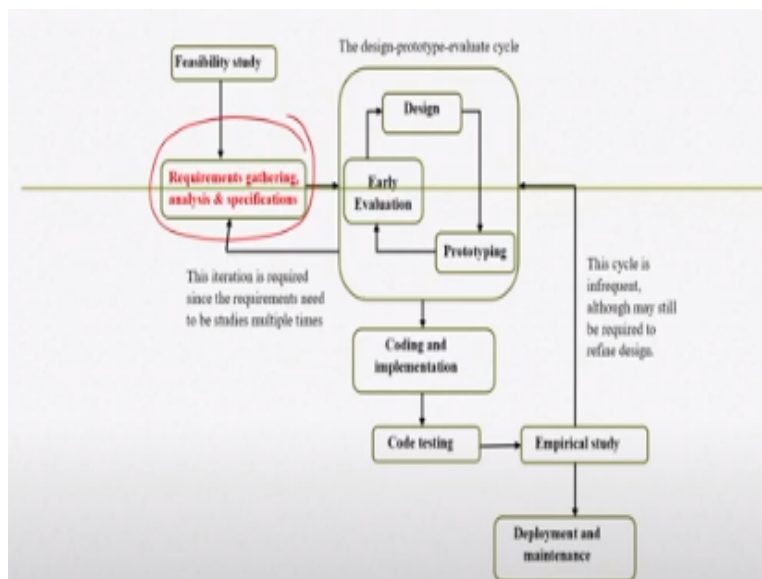 The design-prototype-evaluate cycle
Feasibility study
Design
Requirements gathering,
analysis & specifications
Early
Evaluation
Prototyping
This iteration is required
since the requirements need
to be studies multiple times
This cycle is
infrequent,
although may still
be required to
refine design.
Coding and
implementation
Code testing
Empirical study
Deployment and
maintenance